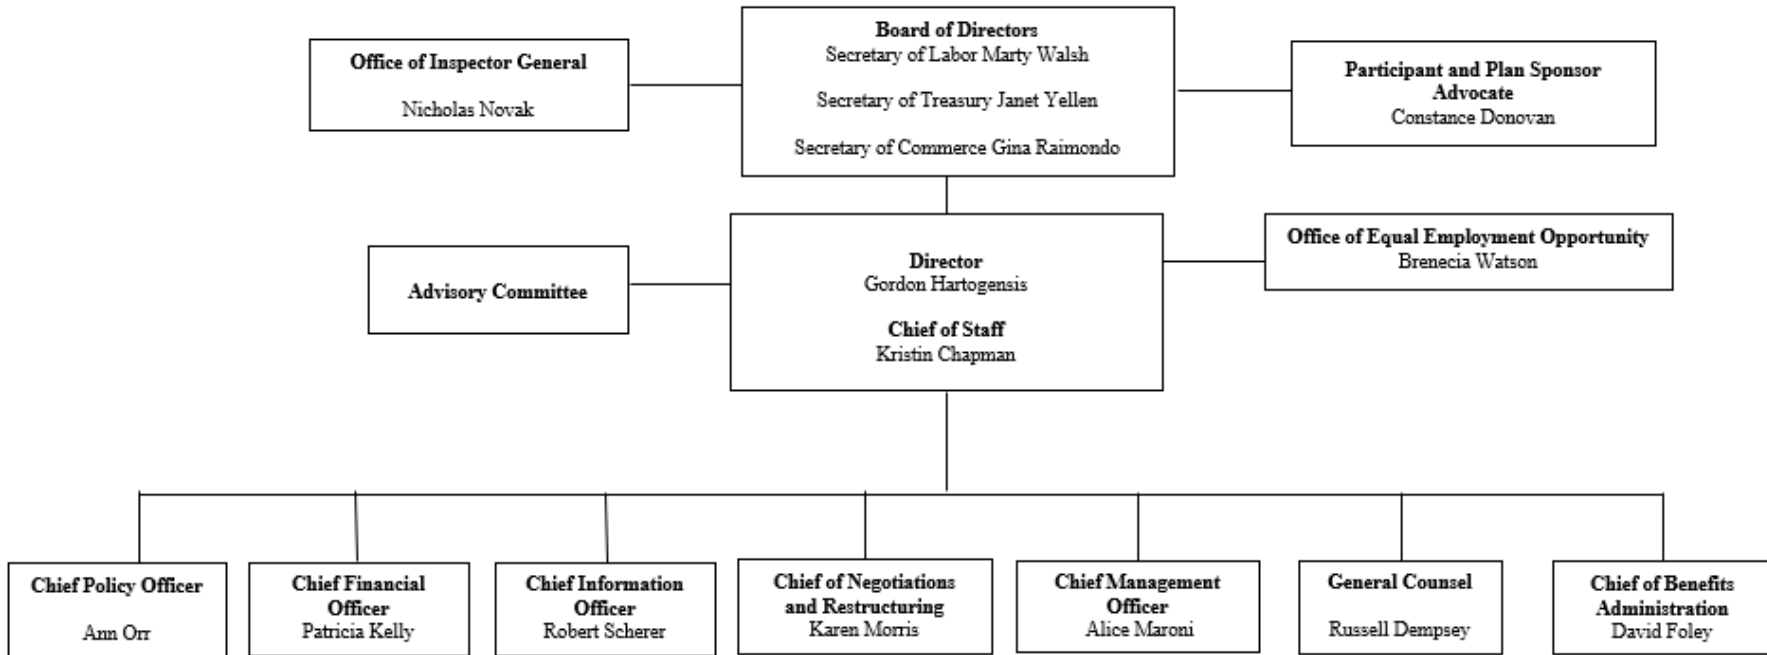 Board of Directors
Secretary of Labor Marty Walsh
Secretary of Treasury Janet Yellen
Secretary of Commerce Gina Raimondo
Office of Inspector General
Nicholas Novak
Participant and Plan Sponsor
Advocate
Constance Donovan
Advisory Committee
Director
Gordon Hartogensis
Chief of Staff
Kristin Chapman
Office of Equal Employment Opportunity
Brenecia Watson
Chief Policy Officer
Ann Orr
Chief Financial
Officer
Patricia Kelly
Chief Information
Officer
Robert Scherer
Chief of Negotiations
and Restructuring
Karen Morris
Chief Management
Officer
Alice Maroni
General Counsel
Russell Dempsey
Chief of Benefits
Administration
David Foley